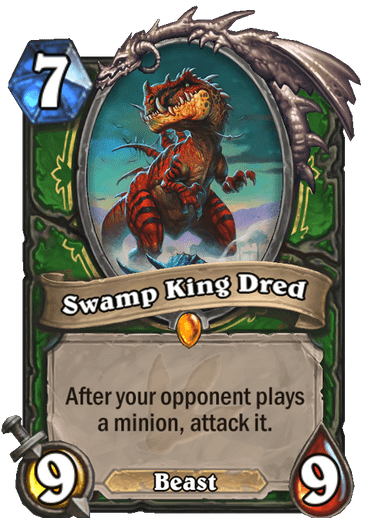 7
Swamp King Dred
After your opponent plays
a minion, attack it.
9
Beast
9